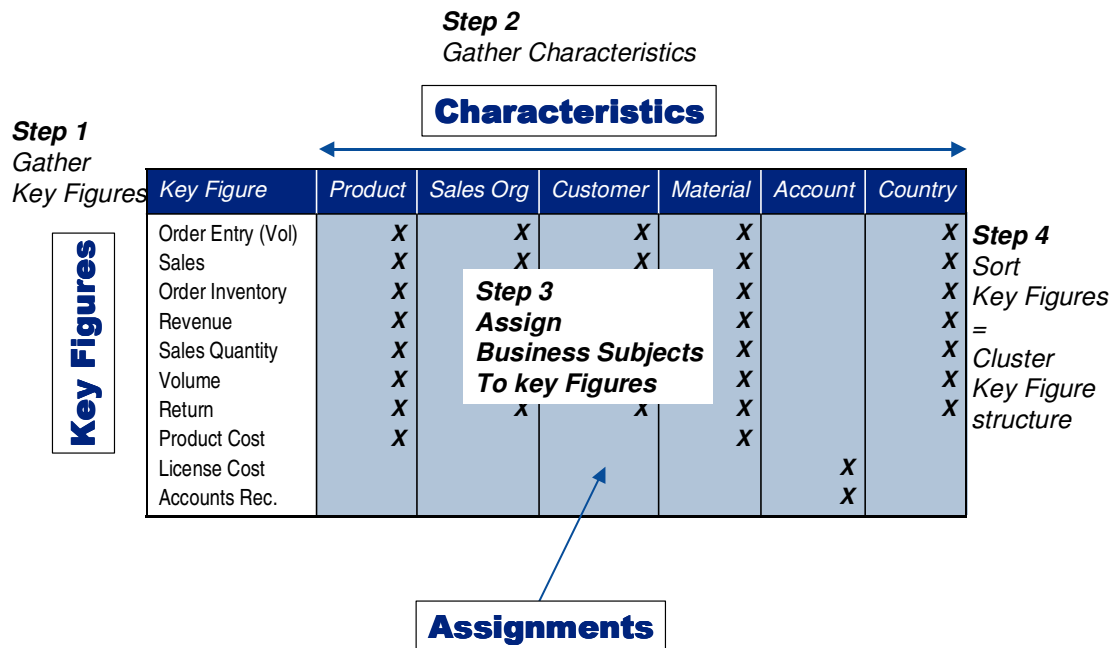 Step 2
Gather Characteristics
Characteristics
Step 1
Gather
Key Figures
Key Figure Product Sales Org Customer Material Account Country
Order Entry (Vol) X X X X X
Sales X X X X X
Order Inventory X X X
Revenue X X X
Sales Quantity X X X
Volume X X X
Return X X X X X
Product Cost X X
License Cost X
Accounts Rec. X
Key Figures
Step 3
Assign
Business Subjects
To key Figures
Step 4
Sort
Key Figures
=
Cluster
Key Figure
structure
Assignments